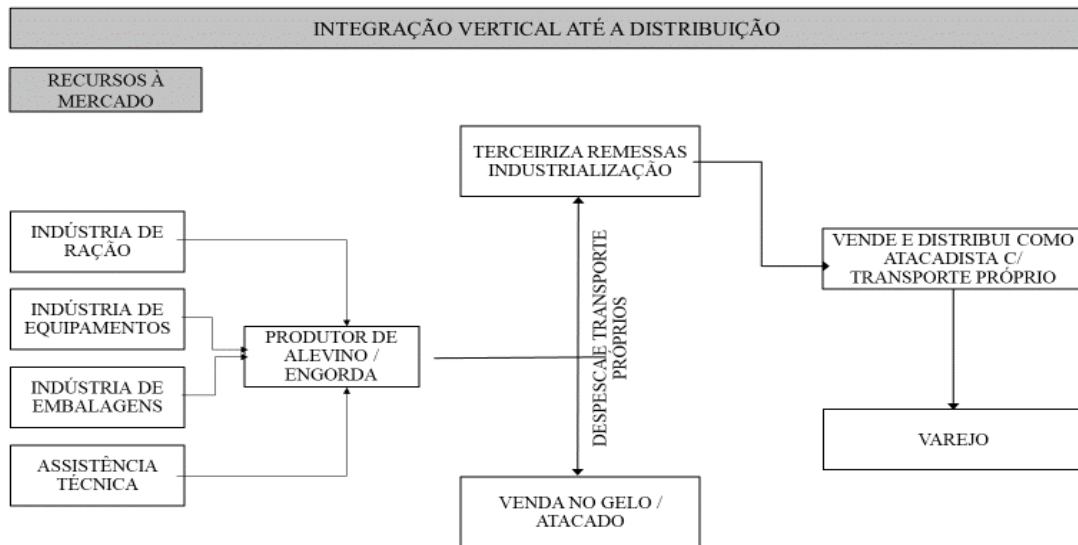 INTEGRAÇÃO VERTICAL ATÉ A DISTRIBUIÇÃO
RECURSOS À
MERCADO
TERCEIRIZA REMESSAS
INDUSTRIALIZAÇÃO
INDÚSTRIA DE
RAÇÃO
VENDE E DISTRIBUI COMO
ATACADISTA C/
TRANSPORTE PRÓPRIO
INDÚSTRIA DE
EQUIPAMENTOS
PRODUTOR DE
ALEVINO /
ENGORDA
DESPESCA E TRANSPORTE
PRÓPRIOS
INDÚSTRIA DE
EMBALAGENS
VAREJO
ASSISTÊNCIA
TÉCNICA
VENDA NO GELO /
ATACADO